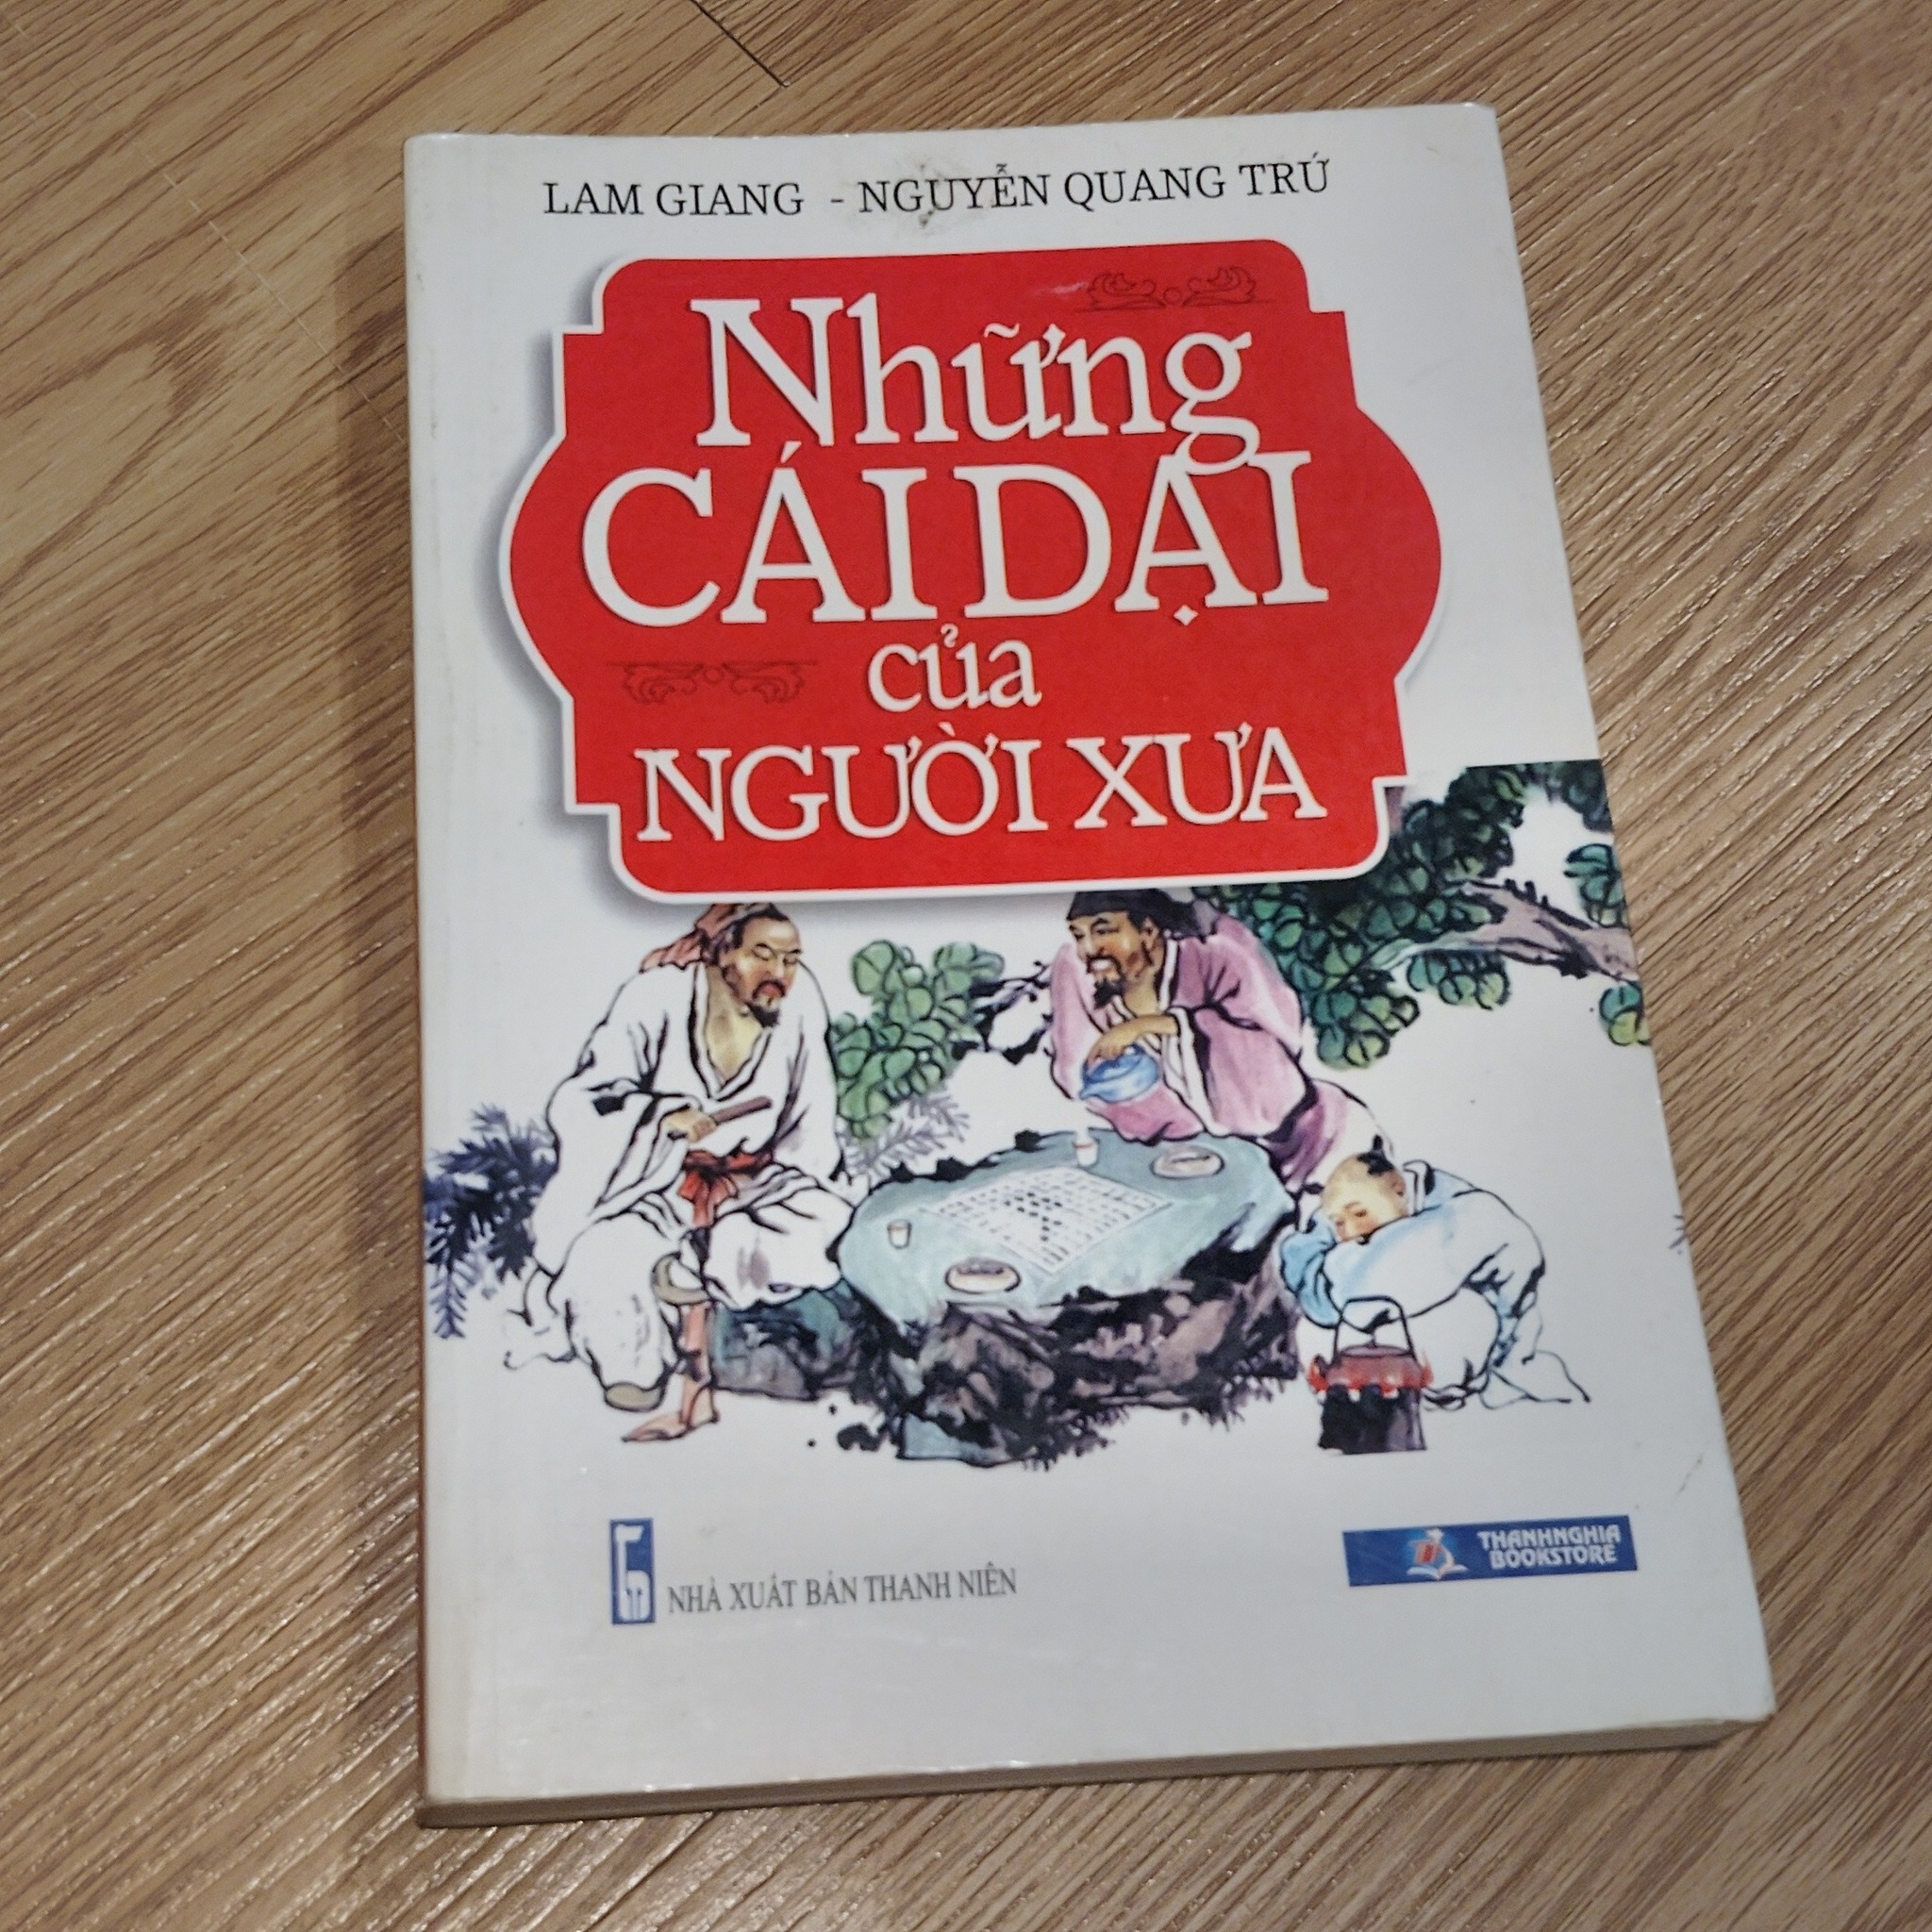 LAM GIANG - NGUYỄN QUANG TRỨ
Những
CÁI DẠI
của
NGƯỜI XƯA
NHÀ XUẤT BẢN THANH NIÊN
THANHNGHIA
BOOKSTORE